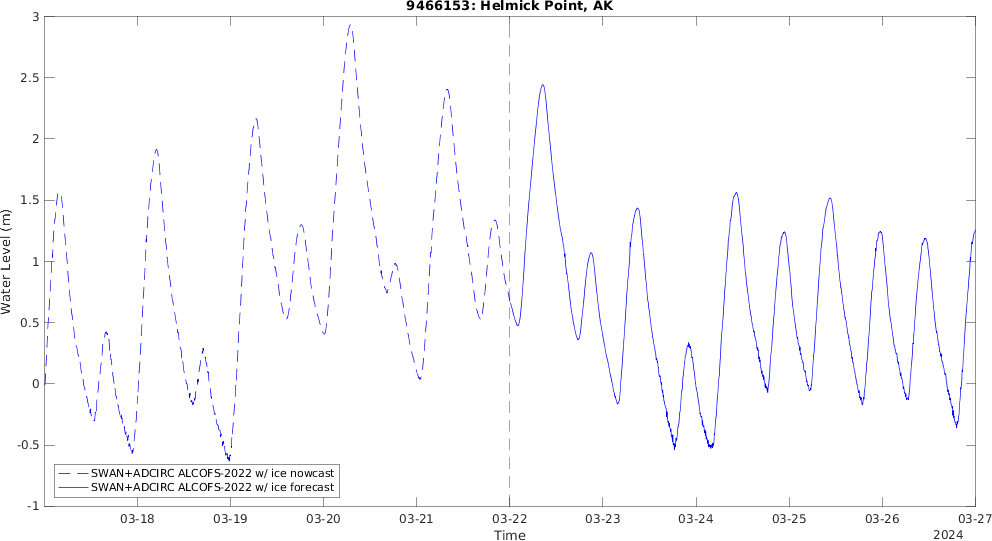 9466153: Helmick Point, AK
3
2.5
2
1.5
1
0.5
0
-0.5
-1
Water Level (m)
SWAN+ADCIRC ALCOFS-2022 w/ ice nowcast
SWAN+ADCIRC ALCOFS-2022 w/ ice forecast
03-18 03-19 03-20 03-21 03-22 03-23 03-24 03-25 03-26 03-27
Time
2024